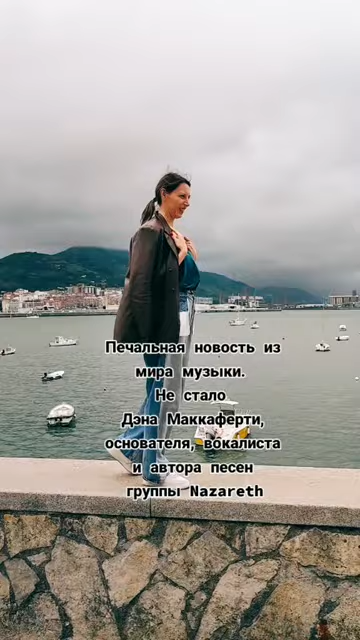 Печальная новость из
мира музыки.
Не стало
Дэна Маккаферти,
основателя, вокалиста
и автора песен
группы Nazareth